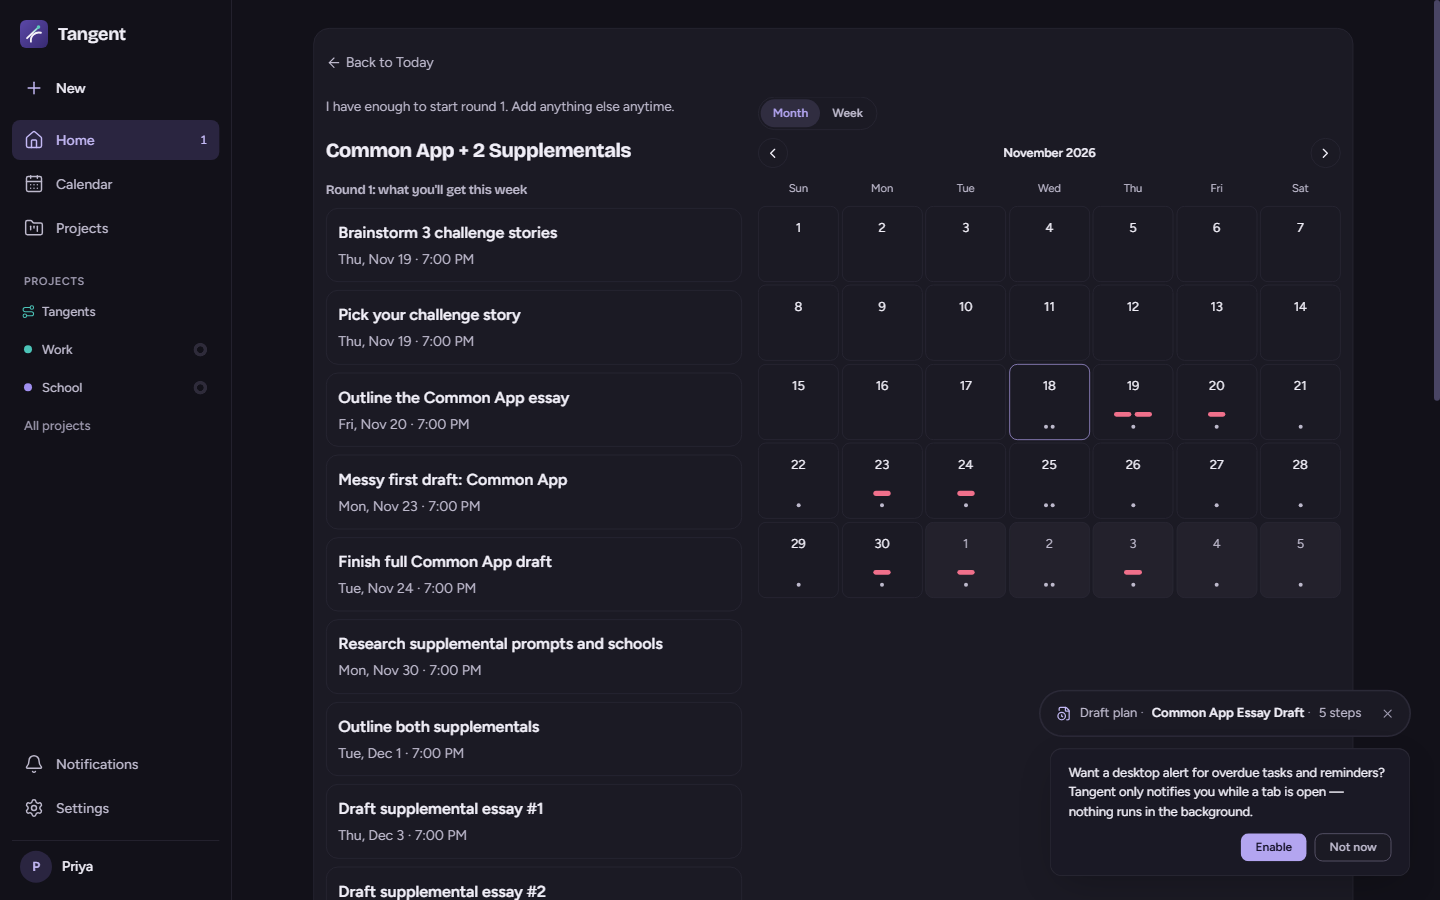 Tangent
New
Home 1
Calendar
Projects
PROJECTS
Tangents
Work
School
All projects
Notifications
Settings
P Priya
Back to Today
I have enough to start round 1. Add anything else anytime.
Common App + 2 Supplementals
Round 1: what you'll get this week
Brainstorm 3 challenge stories
Thu, Nov 19 · 7:00 PM
Pick your challenge story
Thu, Nov 19 · 7:00 PM
Outline the Common App essay
Fri, Nov 20 · 7:00 PM
Messy first draft: Common App
Mon, Nov 23 · 7:00 PM
Finish full Common App draft
Tue, Nov 24 · 7:00 PM
Research supplemental prompts and schools
Mon, Nov 30 · 7:00 PM
Outline both supplementals
Tue, Dec 1 · 7:00 PM
Draft supplemental essay #1
Thu, Dec 3 · 7:00 PM
Draft supplemental essay #2
Month Week
November 2026
Sun Mon Tue Wed Thu Fri Sat
1 2 3 4 5 6 7
8 9 10 11 12 13 14
15 16 17 18 19 20 21
22 23 24 25 26 27 28
29 30 1 2 3 4 5
Draft plan · Common App Essay Draft · 5 steps
Want a desktop alert for overdue tasks and reminders?
Tangent only notifies you while a tab is open —
nothing runs in the background.
Enable Not now